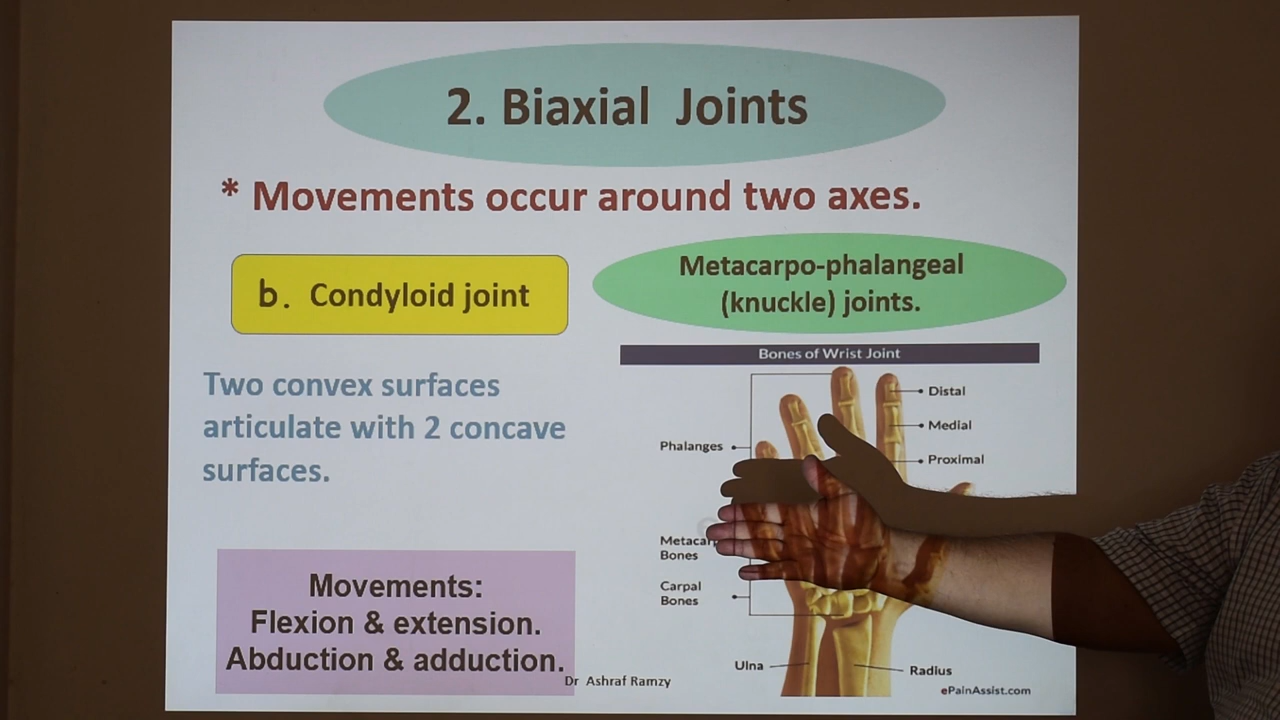 2. Biaxial Joints
* Movements occur around two axes.
b. Condyloid joint
Metacarpo-phalangeal
(knuckle) joints.
Two convex surfaces
articulate with 2 concave
surfaces.
Movements:
Flexion & extension.
Abduction & adduction.
Bones of Wrist Joint
Distal
Medial
Phalanges
Proximal
Bones
Carpal
Bones
Ulna
Radius
Dr Ashraf Ramzy
ePainAssist.com